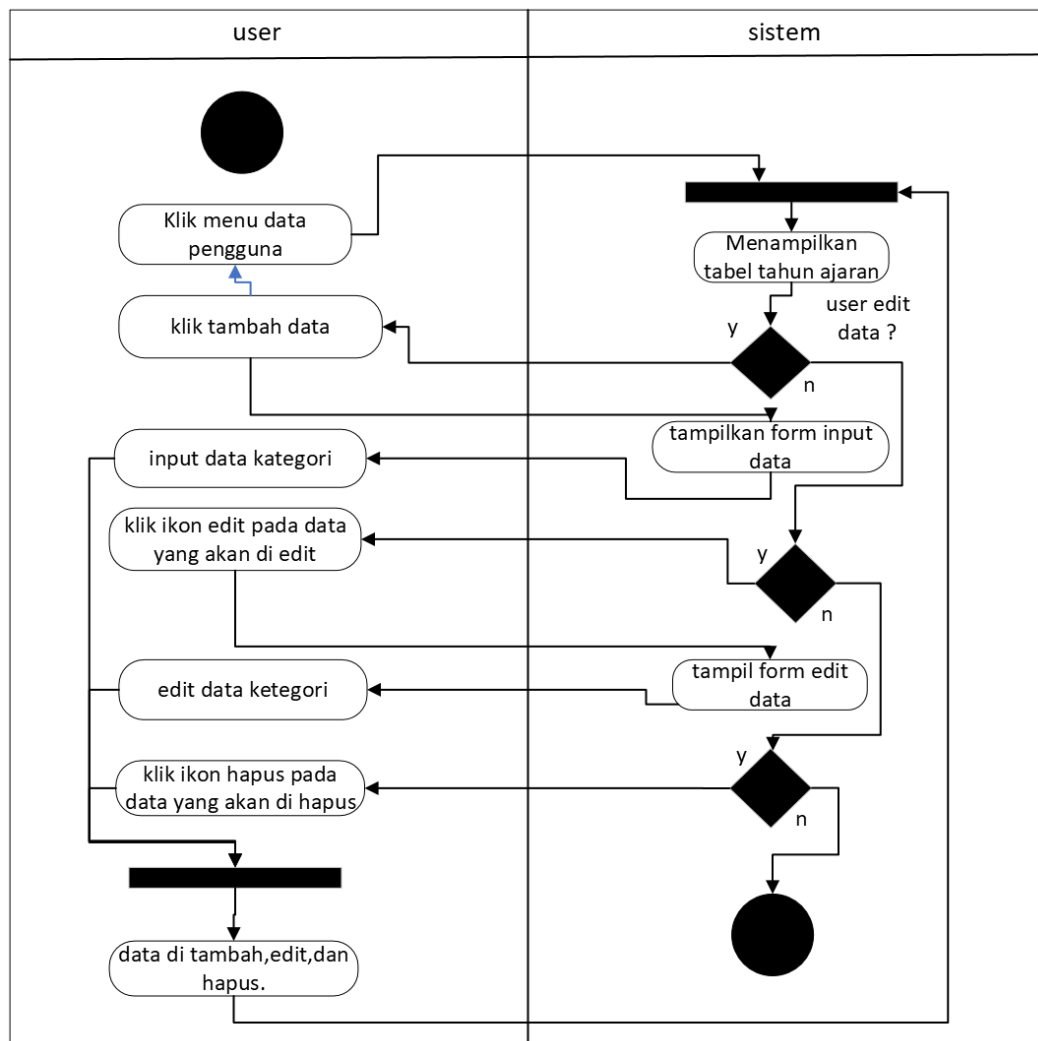 user
sistem
Klik menu data
pengguna
Menampilkan
tabel tahun ajaran
klik tambah data
user edit
data ?
y
n
tampilkan form input
data
input data kategori
klik ikon edit pada data
yang akan di edit
y
n
tampil form edit
data
edit data ketegori
klik ikon hapus pada
data yang akan di hapus
y
n
data di tambah,edit,dan
hapus.